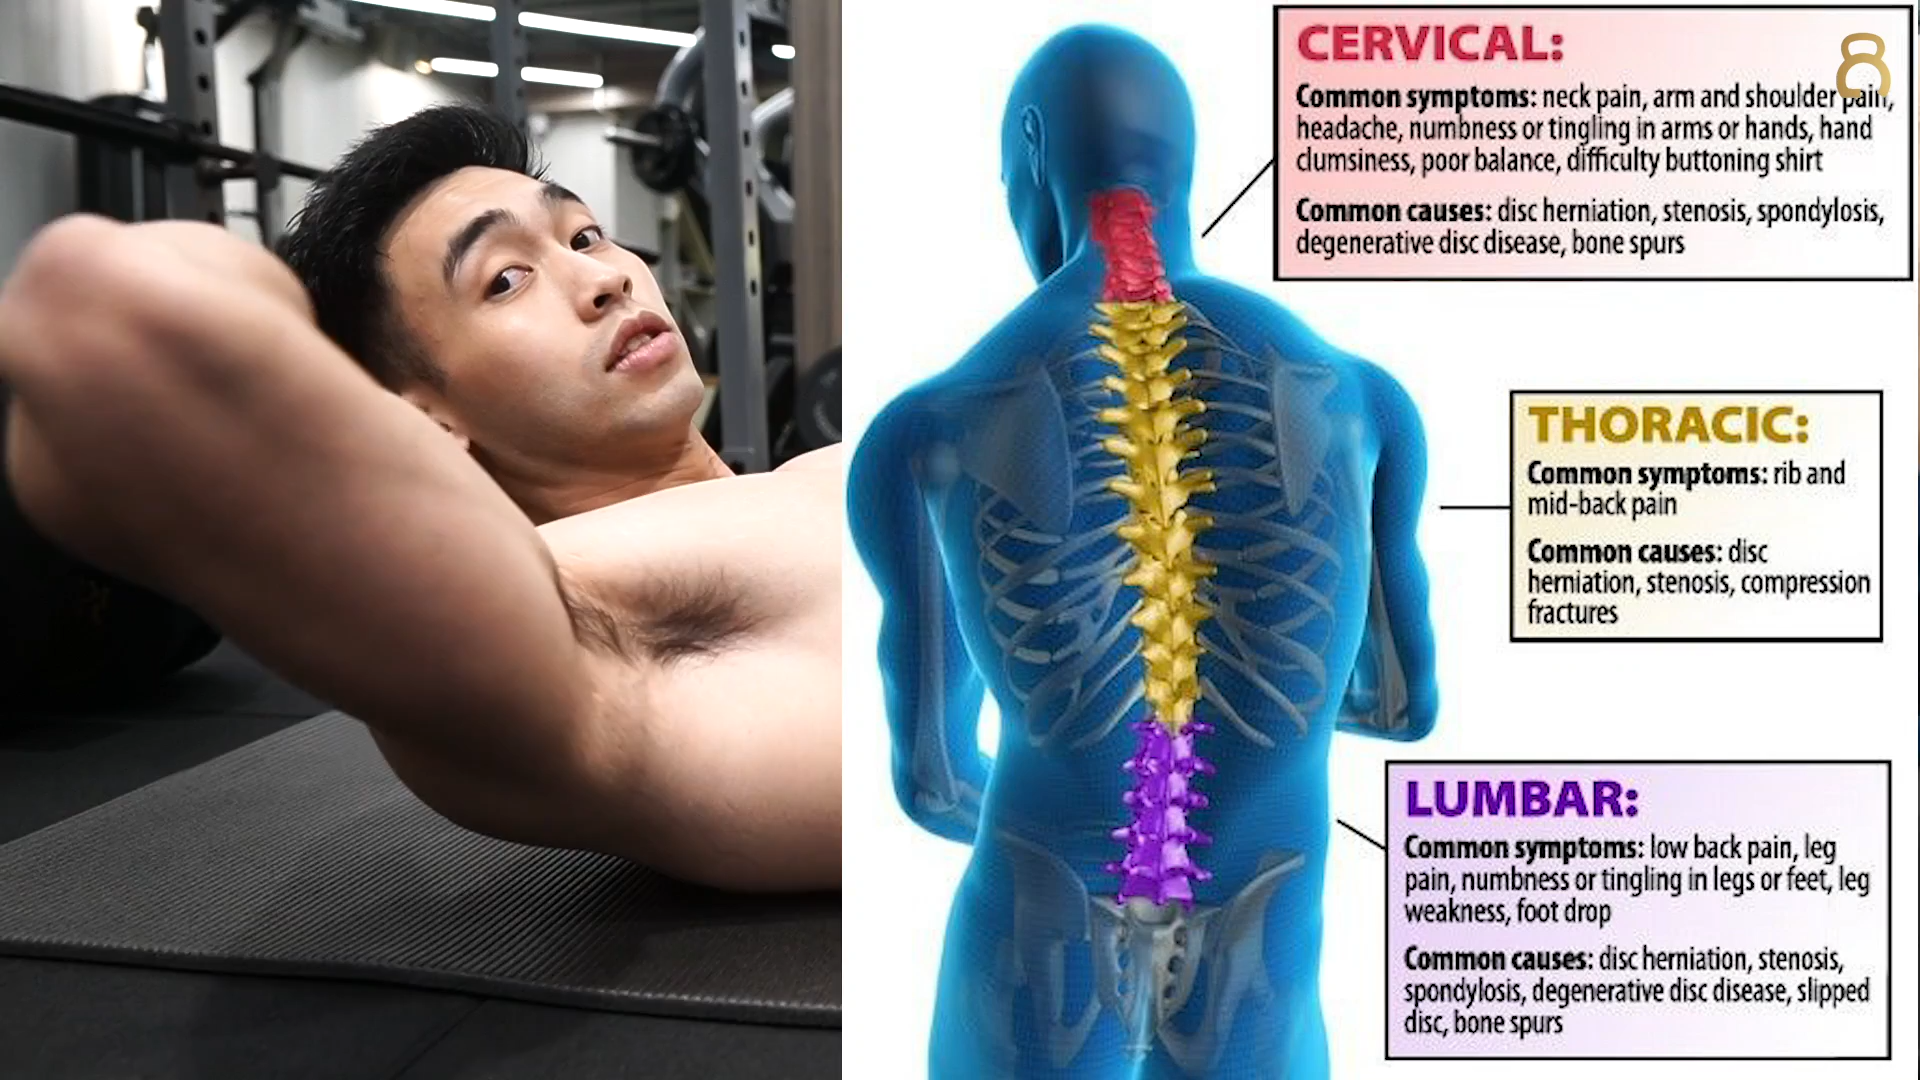 CERVICAL:
Common symptoms: neck pain, arm and shoulder pain,
headache, numbness or tingling in arms or hands, hand
clumsiness, poor balance, difficulty buttoning shirt
Common causes: disc herniation, stenosis, spondylosis,
degenerative disc disease, bone spurs
THORACIC:
Common symptoms: rib and
mid-back pain
Common causes: disc
herniation, stenosis, compression
fractures
LUMBAR:
Common symptoms: low back pain, leg
pain, numbness or tingling in legs or feet, leg
weakness, foot drop
Common causes: disc herniation, stenosis,
spondylosis, degenerative disc disease, slipped
disc, bone spurs